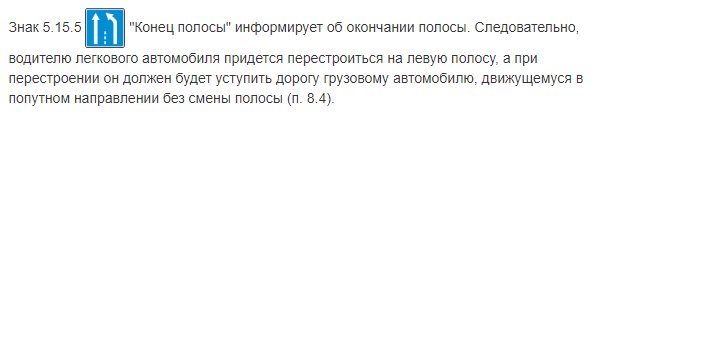 Знак 5.15.5 "Конец полосы" информирует об окончании полосы. Следовательно,
водителю легкового автомобиля придется перестроиться на левую полосу, а при
перестроении он должен будет уступить дорогу грузовому автомобилю, движущемуся в
попутном направлении без смены полосы (п. 8.4).